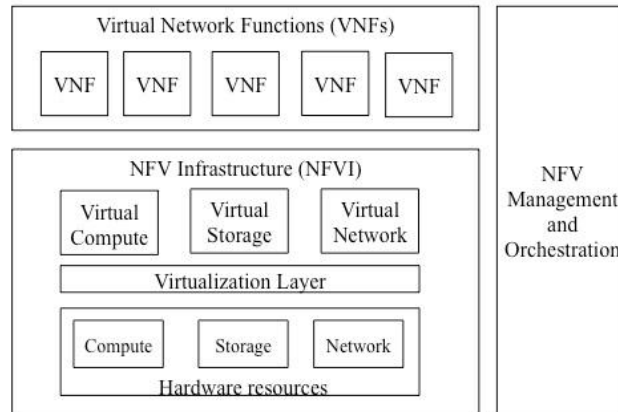 Virtual Network Functions (VNFs)
VNF VNF VNF VNF VNF
NFV Infrastructure (NFVI)
Virtual
Compute
Virtual
Storage
Virtual
Network
Virtualization Layer
Compute Storage Network
Hardware resources
NFV
Management
and
Orchestration